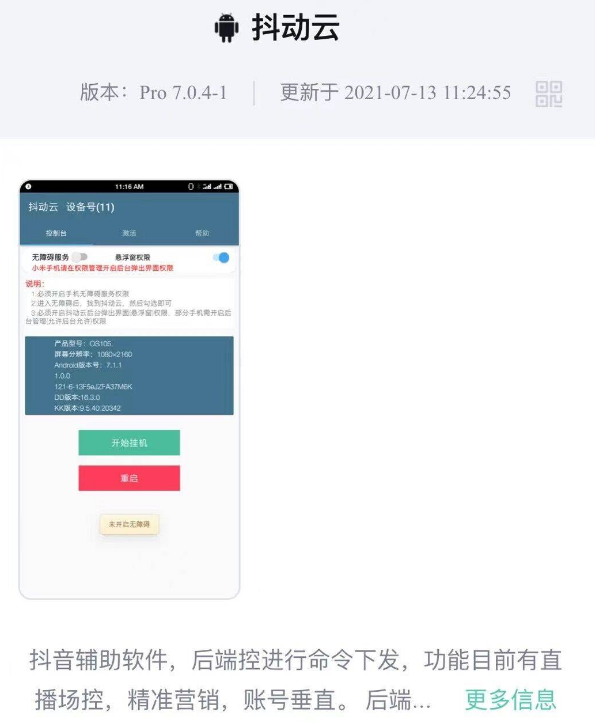 抖动云
版本：Pro 7.0.4-1
更新于 2021-07-13 11:24:55
11:16 AM
抖动云 设备号(11)
控制台 激活 帮助
无障碍服务 悬浮窗权限
小米手机请在权限管理开启后台弹出界面权限
说明：
1.必须开启手机无障碍服务权限
2.进入无障碍后，找到抖动云，然后勾选即可
3.必须开启抖动云后台弹出界面(悬浮窗)权限，部分手机需开启后
台管理(允许后台允许)权限
产品型号：OS105
屏幕分辨率：1080×2160
Android版本号：7.1.1
1.0.0
DD版本:16.3.0
KK版本:9.5.40.20342
开始挂机
重启
未开启无障碍
抖音辅助软件，后端控进行命令下发，功能目前有直
播场控，精准营销，账号垂直。 后端... 更多信息